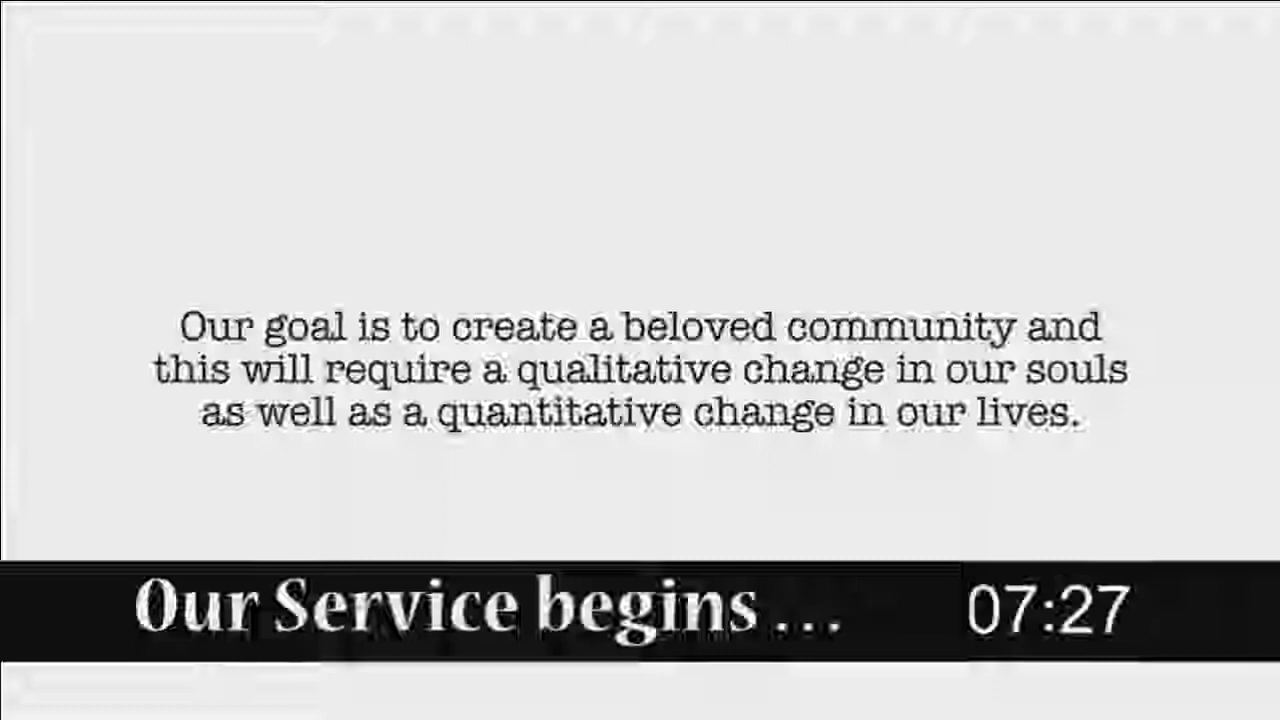 Our goal is to create a beloved community and
this will require a qualitative change in our souls
as well as a quantitative change in our lives.
Our Service begins ... 07:27